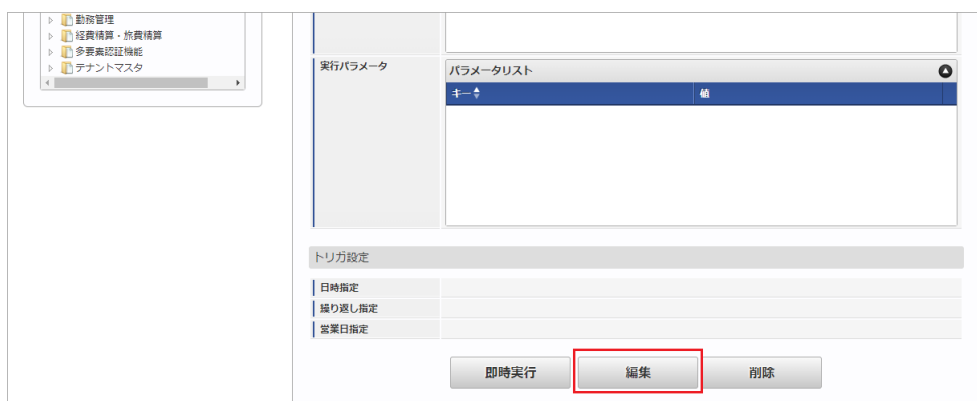 勤務管理
経費精算・旅費精算
多要素認証機能
テナントマスタ
実行パラメータ
パラメータリスト
キー
値
トリガ設定
日時指定
繰り返し指定
営業日指定
即時実行
編集
削除